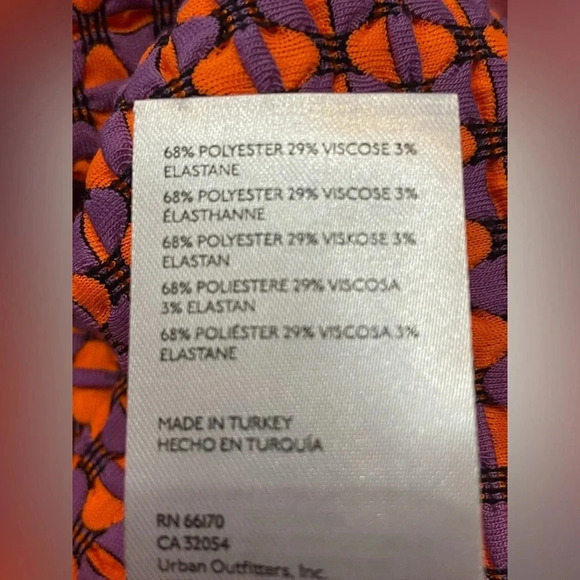 68% POLYESTER 29% VISCOSE 3%
ELASTANE
68% POLYESTER 29% VISCOSE 3%
ÉLASTHANNE
68% POLYESTER 29% VISKOSE 3%
ELASTAN
68% POLIESTERE 29% VISCOSA
3% ELASTAN
68% POLIÉSTER 29% VISCOSA 3%
ELASTANE
MADE IN TURKEY
HECHO EN TURQUÍA
RN 66170
CA 32054
Urban Outfitters, Inc.